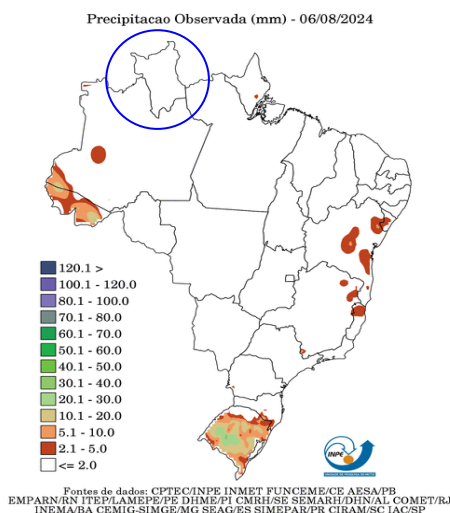 Precipitacao Observada (mm) - 06/08/2024
120.1 >
100.1 - 120.0
80.1 - 100.0
70.1 - 80.0
60.1 - 70.0
50.1 - 60.0
40.1 - 50.0
30.1 - 40.0
20.1 - 30.0
10.1 - 20.0
5.1 - 10.0
2.1 - 5.0
<= 2.0
INPE
Fontes de dados: CPTEC/INPE INMET FUNCEME/CE AESA/PB
EMPARN/RN ITEP/LAMEPE/PE DHME/PI CMRH/SE SEMARH/DHN/AL COMET/RJ
INEMA/BA CEMIG-SIMGE/MG SEAG/ES SIMEPAR/PR CIRAM/SC IAC/SP